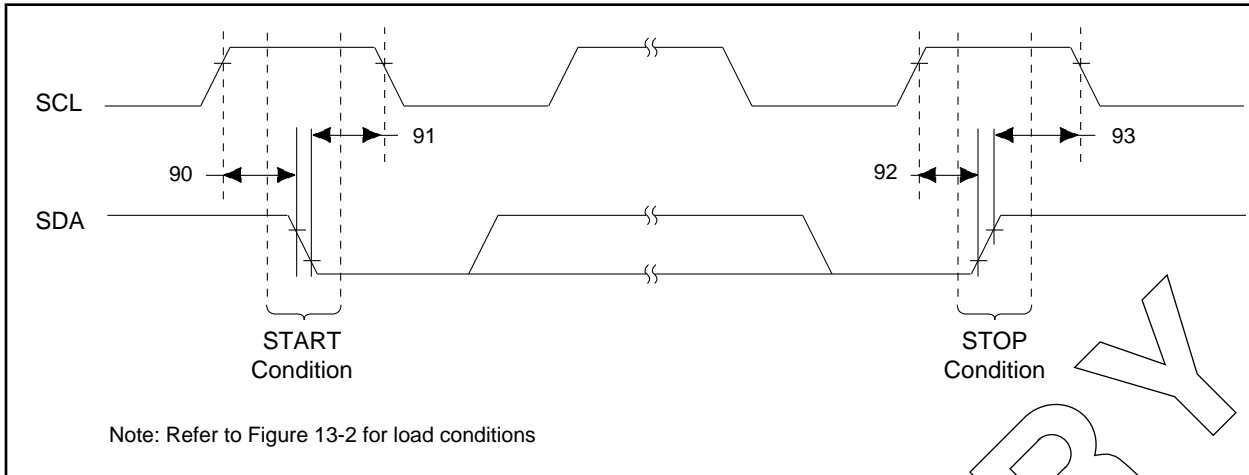 SCL
91
93
90
92
SDA
START
Condition
STOP
Condition
Note: Refer to Figure 13-2 for load conditions
R Y